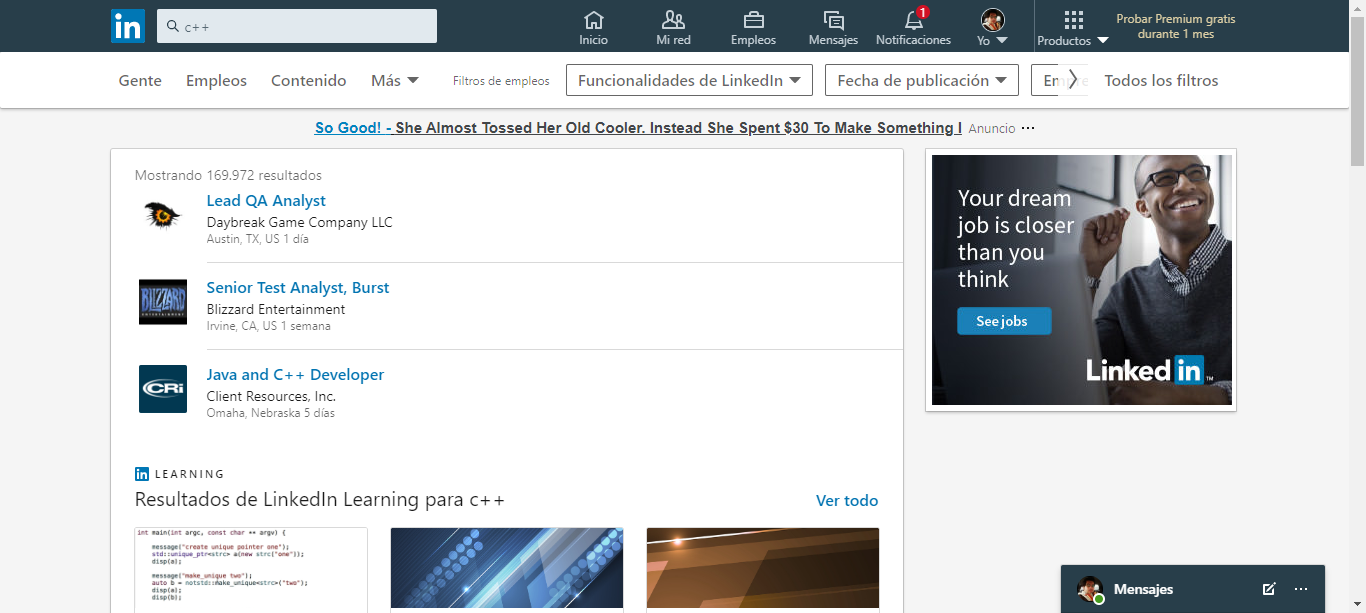 in
c++
Inicio
Mi red
Empleos
Mensajes
1
Notificaciones
Yo
Productos
Probar Premium gratis
durante 1 mes
Gente
Empleos
Contenido
Más
Filtros de empleos
Funcionalidades de LinkedIn
Fecha de publicación
Todos los filtros
So Good! - She Almost Tossed Her Old Cooler. Instead She Spent $30 To Make Something I
Anuncio
Mostrando 169.972 resultados
Lead QA Analyst
Daybreak Game Company LLC
Austin, TX, US 1 día
BLIZZARD
ENTERTAINMENT
Senior Test Analyst, Burst
Blizzard Entertainment
Irvine, CA, US 1 semana
CRi
Java and C++ Developer
Client Resources, Inc.
Omaha, Nebraska 5 días
in LEARNING
Resultados de LinkedIn Learning para c++
Ver todo
int main(int argc, const char ** argv) {
message("create unique pointer one");
std::unique_ptr<strc> a(new strc("one"));
disp(a);
message("make_unique two");
auto b = notstd::make_unique<strc>("two");
disp(a);
disp(b);
Your dream
job is closer
than you
think
See jobs
Linked in
Mensajes